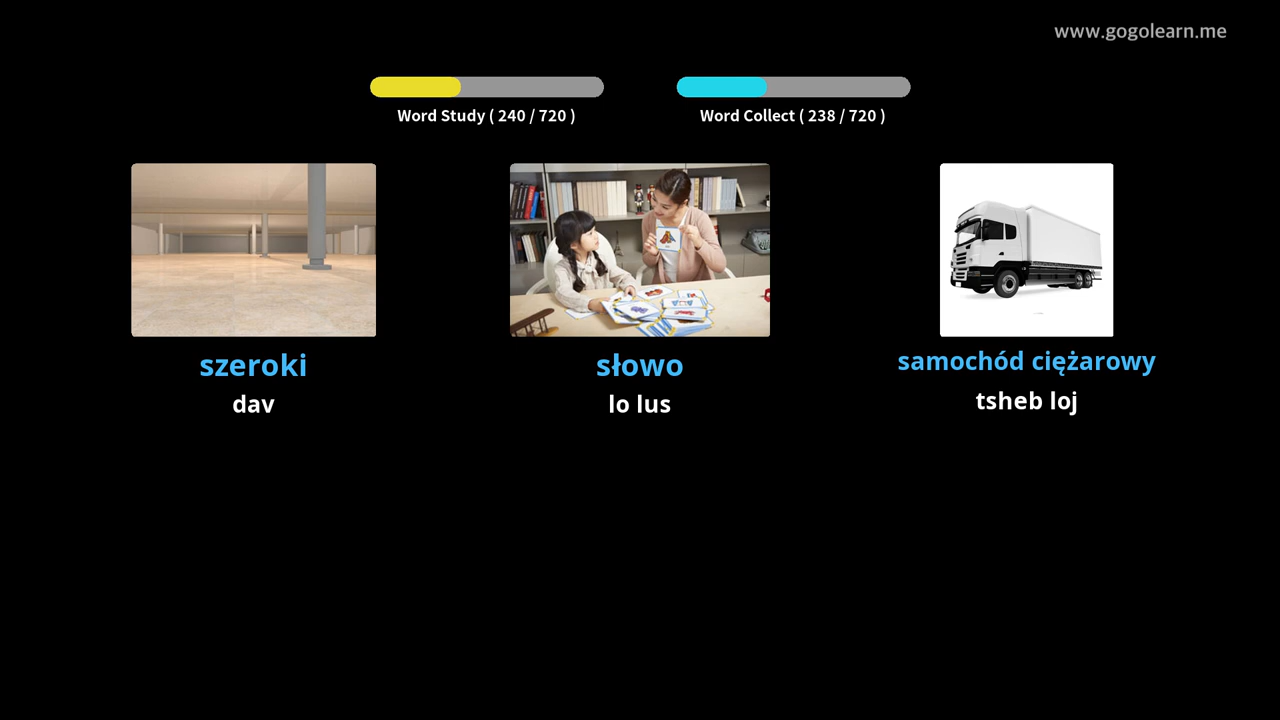 www.gogolearn.me
Word Study ( 240 / 720 )
Word Collect ( 238 / 720 )
szeroki
słowo
samochód ciężarowy
dav
lo lus
tsheb loj